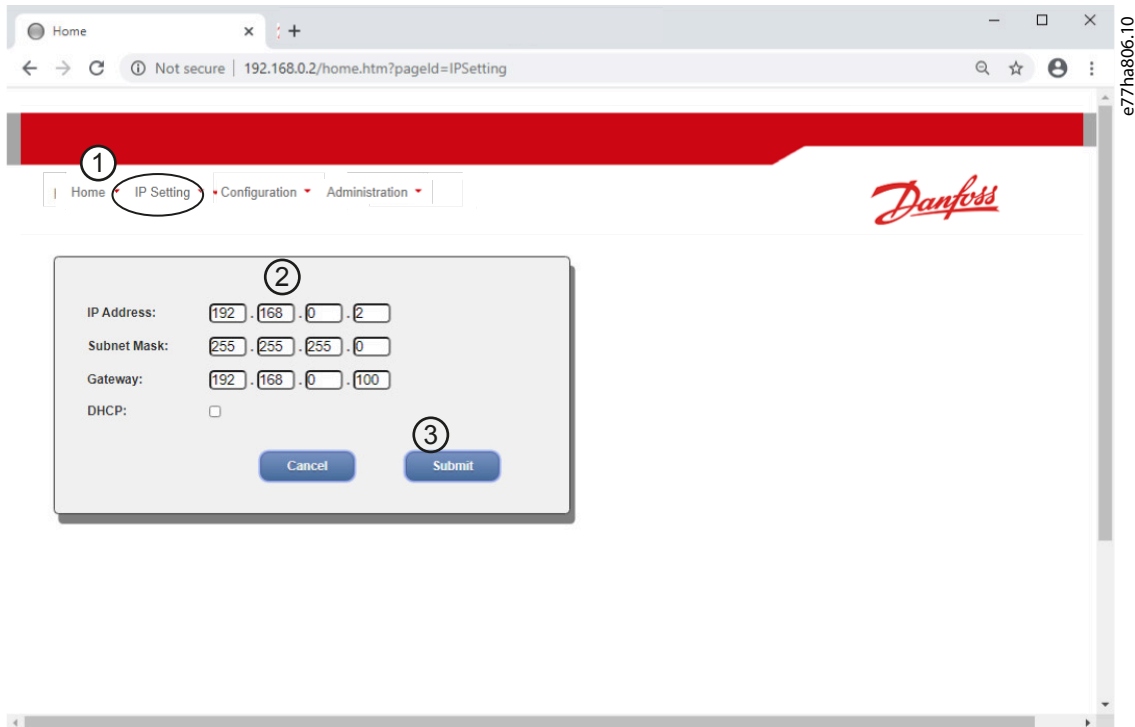 Home
Not secure | 192.168.0.2/home.htm?pageId=IPSetting
e77ha806.10
1
Home IP Setting Configuration Administration
Danfoss
2
IP Address: 192 . 168 . 0 . 2
Subnet Mask: 255 . 255 . 255 . 0
Gateway: 192 . 168 . 0 . 100
DHCP:
3
Cancel Submit